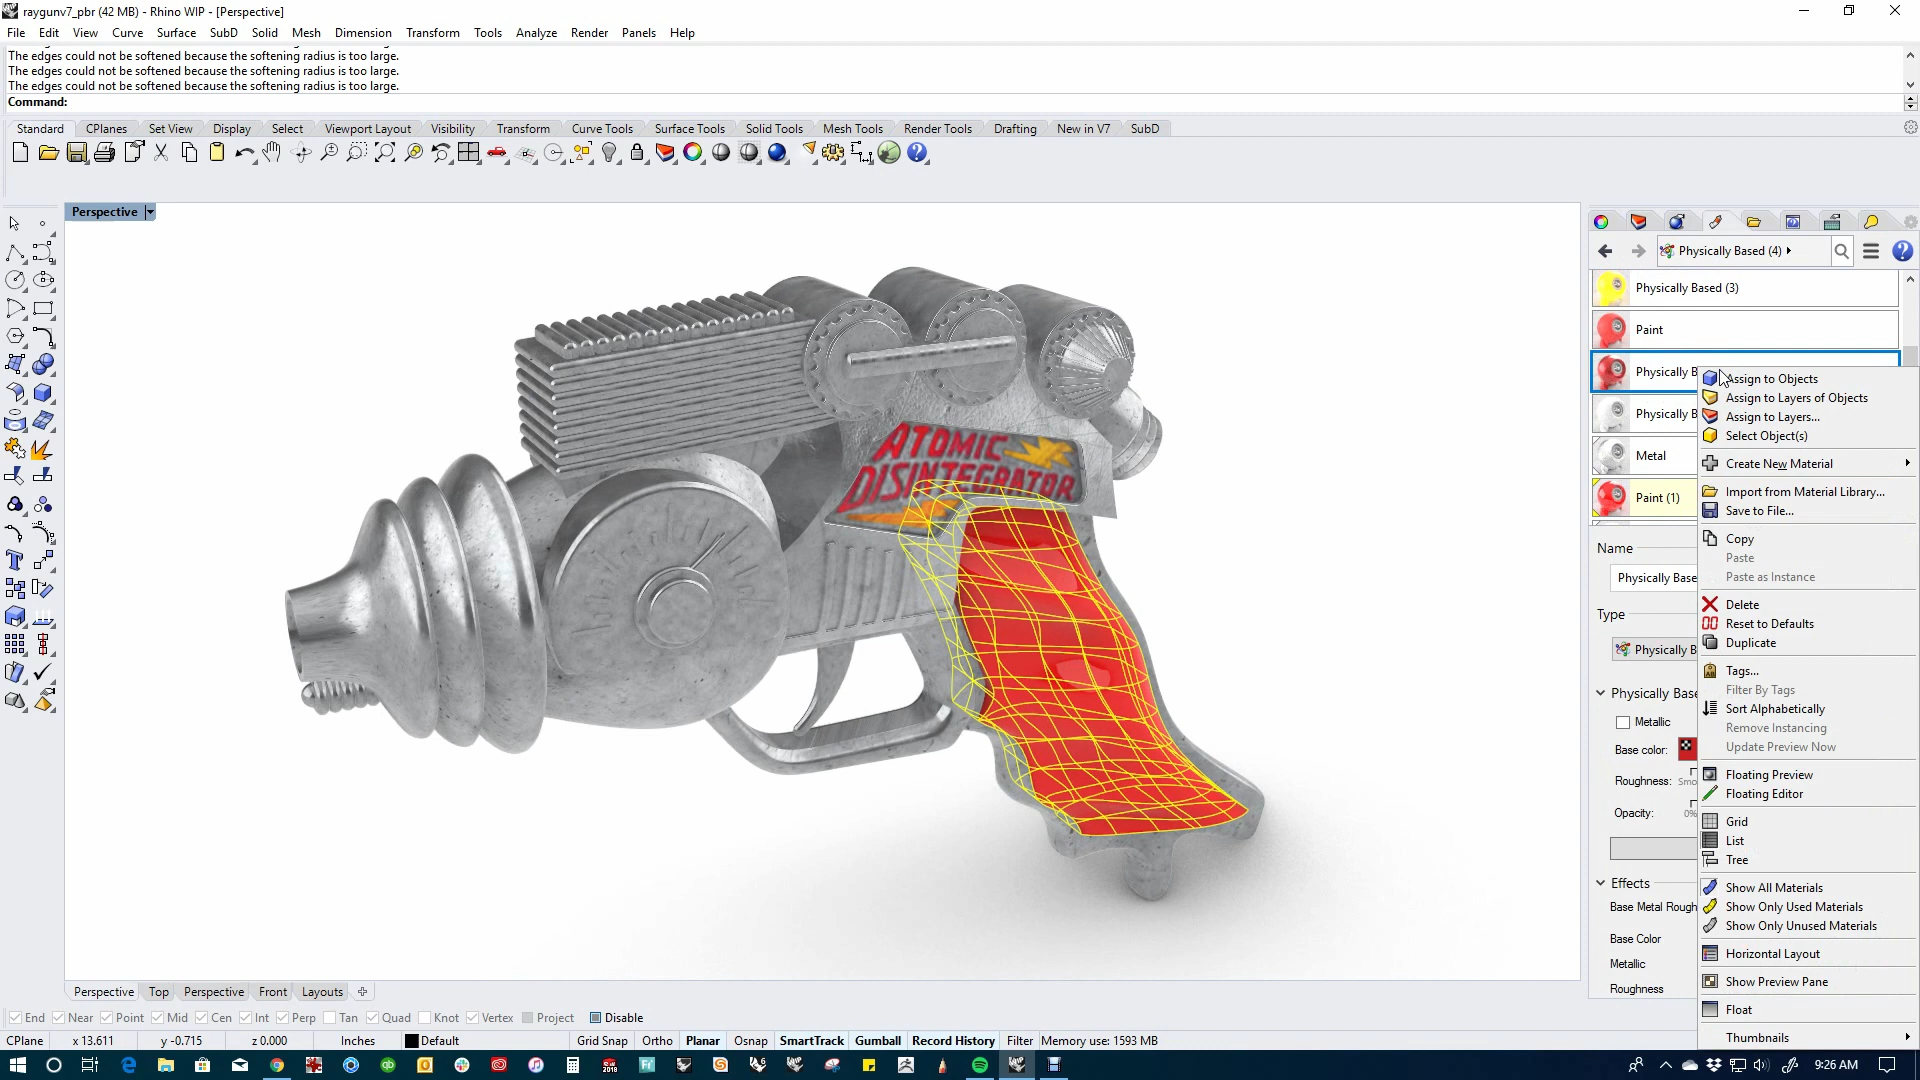 raygunv7_pbr (42 MB) - Rhino WIP - [Perspective]
File Edit View Curve Surface SubD Solid Mesh Dimension Transform Tools Analyze Render Panels Help
The edges could not be softened because the softening radius is too large.
The edges could not be softened because the softening radius is too large.
The edges could not be softened because the softening radius is too large.
Command:
Standard CPlanes Set View Display Select Viewport Layout Visibility Transform Curve Tools Surface Tools Solid Tools Mesh Tools Render Tools Drafting New in V7 SubD
Perspective
Physically Based (4)
Physically Based (3)
Paint
Physically B
Physically B
Metal
Paint (1)
Name
Physically Base
Type
Physically B
Physically Base
Metallic
Base color:
Roughness: Smo
Opacity: 0%
Effects
Base Metal Rough
Base Color
Metallic
Roughness
Assign to Objects
Assign to Layers of Objects
Assign to Layers...
Select Object(s)
Create New Material
Import from Material Library...
Save to File...
Copy
Paste
Paste as Instance
Delete
Reset to Defaults
Duplicate
Tags...
Filter By Tags
Sort Alphabetically
Remove Instancing
Update Preview Now
Floating Preview
Floating Editor
Grid
List
Tree
Show All Materials
Show Only Used Materials
Show Only Unused Materials
Horizontal Layout
Show Preview Pane
Float
Thumbnails
ATOMIC
DISINTEGRATOR
Perspective Top Perspective Front Layouts
End Near Point Mid Cen Int Perp Tan Quad Knot Vertex Project Disable
CPlane x 13.611 y -0.715 z 0.000 Inches Default Grid Snap Ortho Planar Osnap SmartTrack Gumball Record History Filter Memory use: 1593 MB
9:26 AM